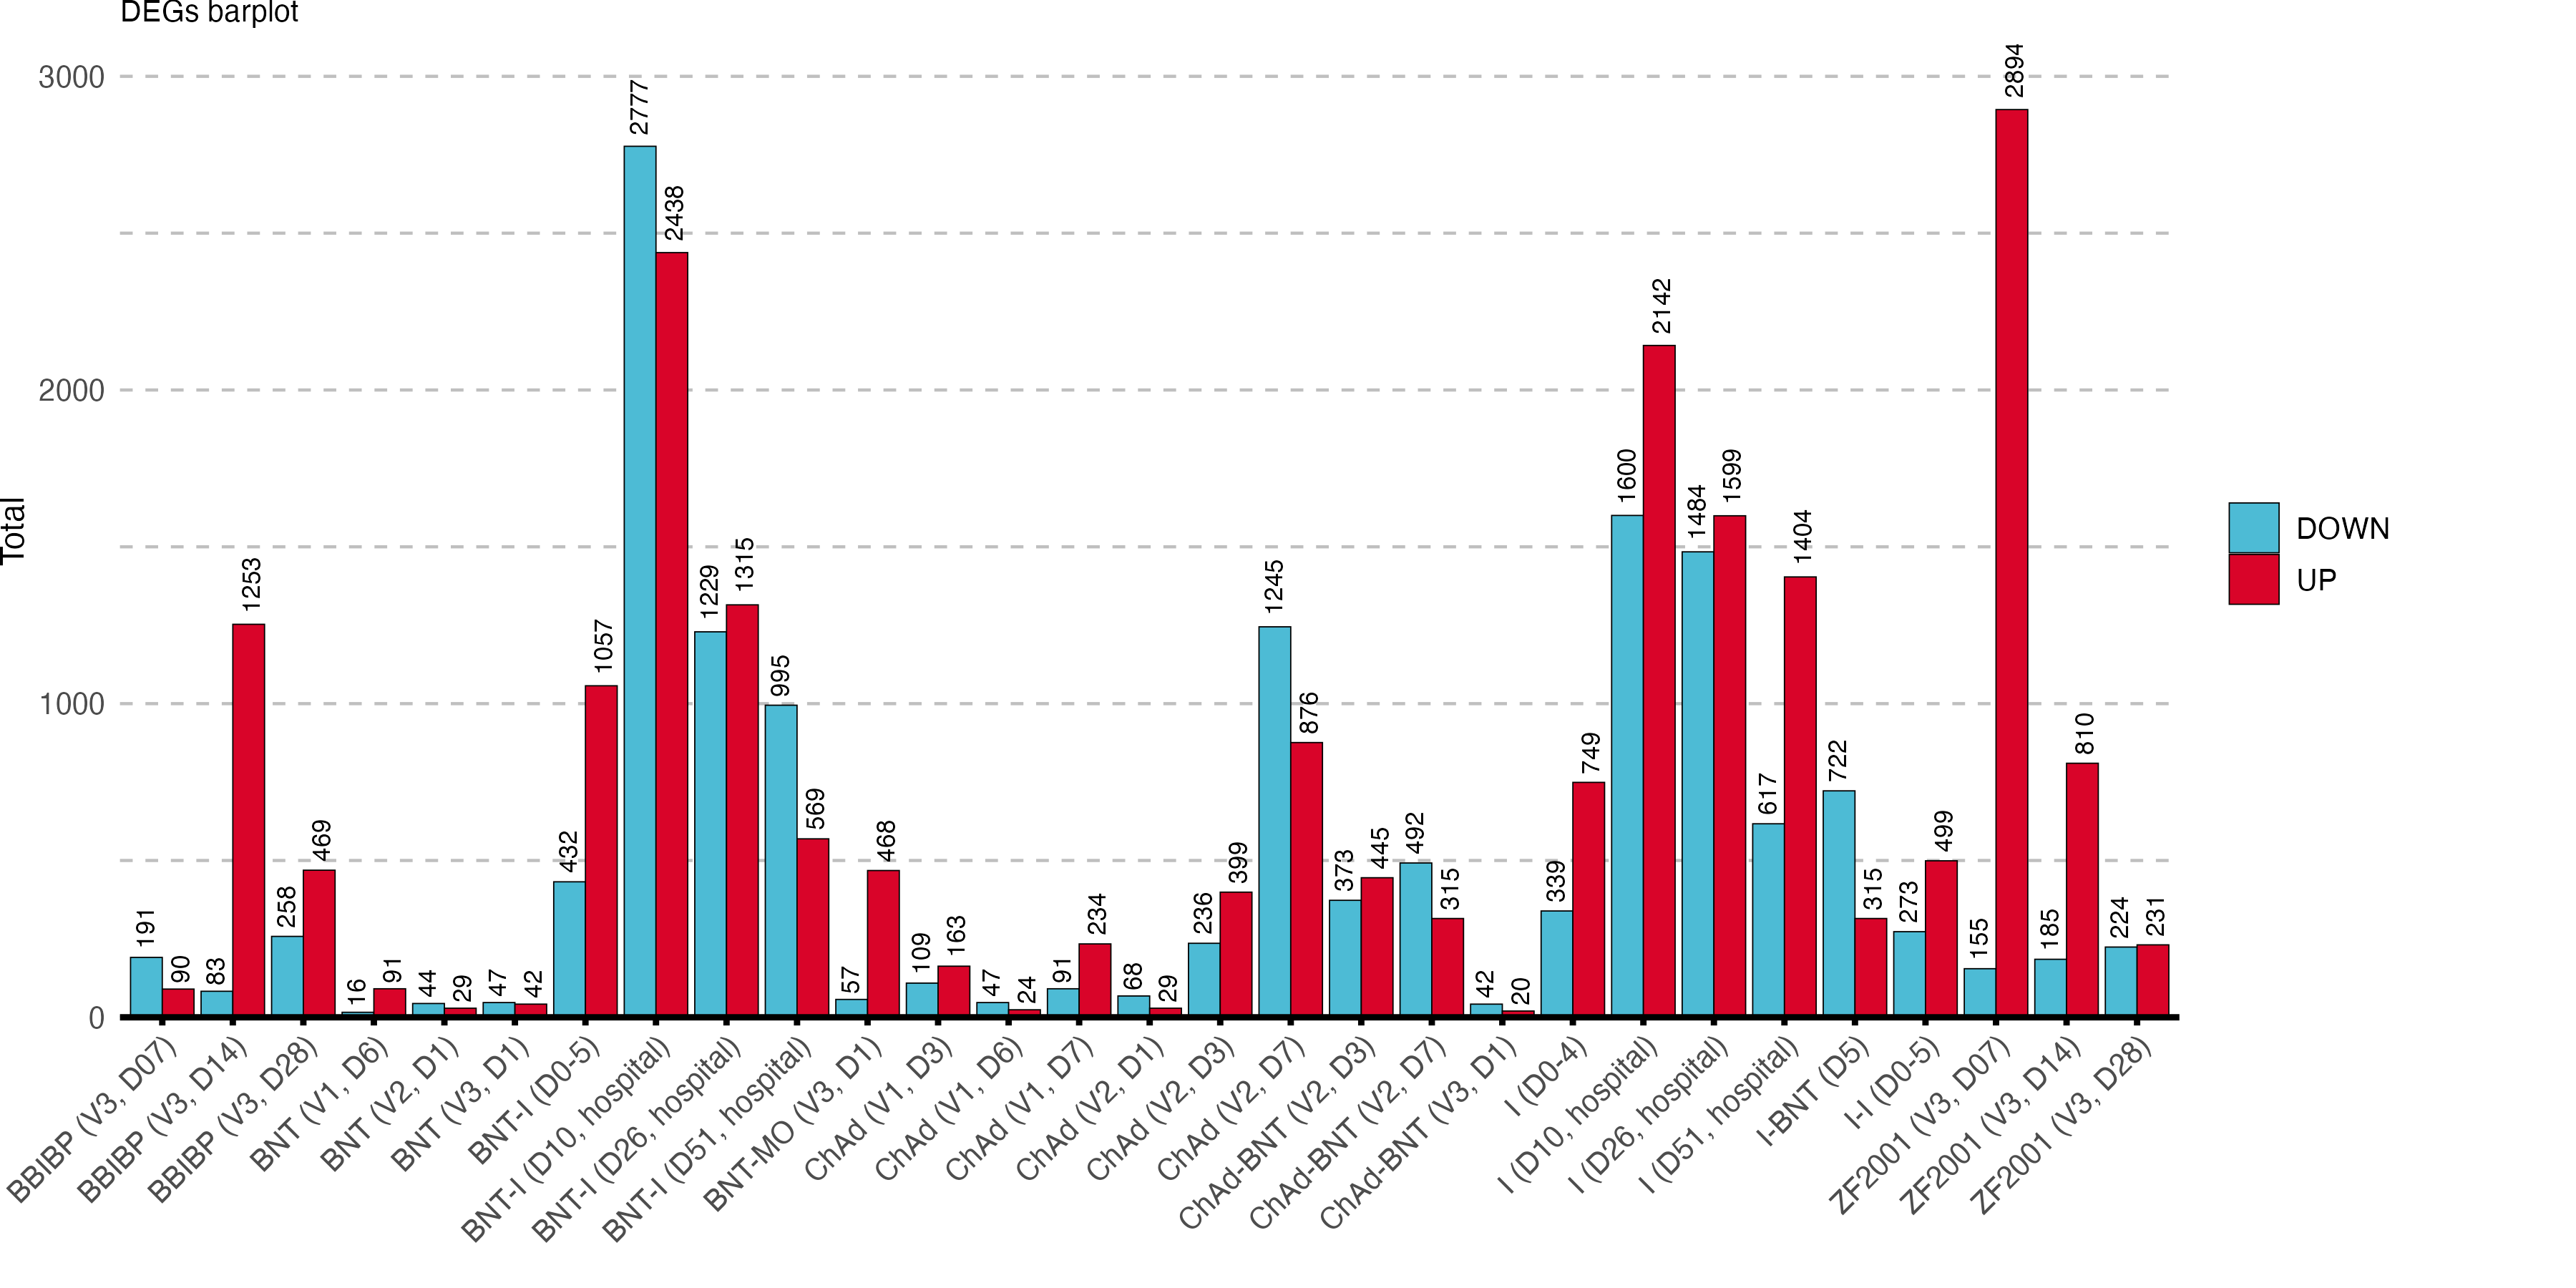 DEGs barplot
Total
3000
2000
1000
0
191
90
83
1253
258
469
16
91
44
29
47
42
432
1057
2777
2438
1229
1315
995
569
57
468
109
163
47
24
91
234
68
29
236
399
1245
876
373
445
492
315
42
20
339
749
1600
2142
1484
1599
617
1404
722
315
273
499
155
2894
185
810
224
231
BBIBP (V3, D07)
BBIBP (V3, D14)
BBIBP (V3, D28)
BNT (V1, D6)
BNT (V2, D1)
BNT (V3, D1)
BNT-I (D0-5)
BNT-I (D10, hospital)
BNT-I (D26, hospital)
BNT-I (D51, hospital)
BNT-MO (V3, D1)
ChAd (V1, D3)
ChAd (V1, D6)
ChAd (V1, D7)
ChAd (V2, D1)
ChAd (V2, D3)
ChAd (V2, D7)
ChAd-BNT (V2, D3)
ChAd-BNT (V2, D7)
ChAd-BNT (V3, D1)
I (D0-4)
I (D10, hospital)
I (D26, hospital)
I (D51, hospital)
I-BNT (D5)
I-I (D0-5)
ZF2001 (V3, D07)
ZF2001 (V3, D14)
ZF2001 (V3, D28)
DOWN
UP